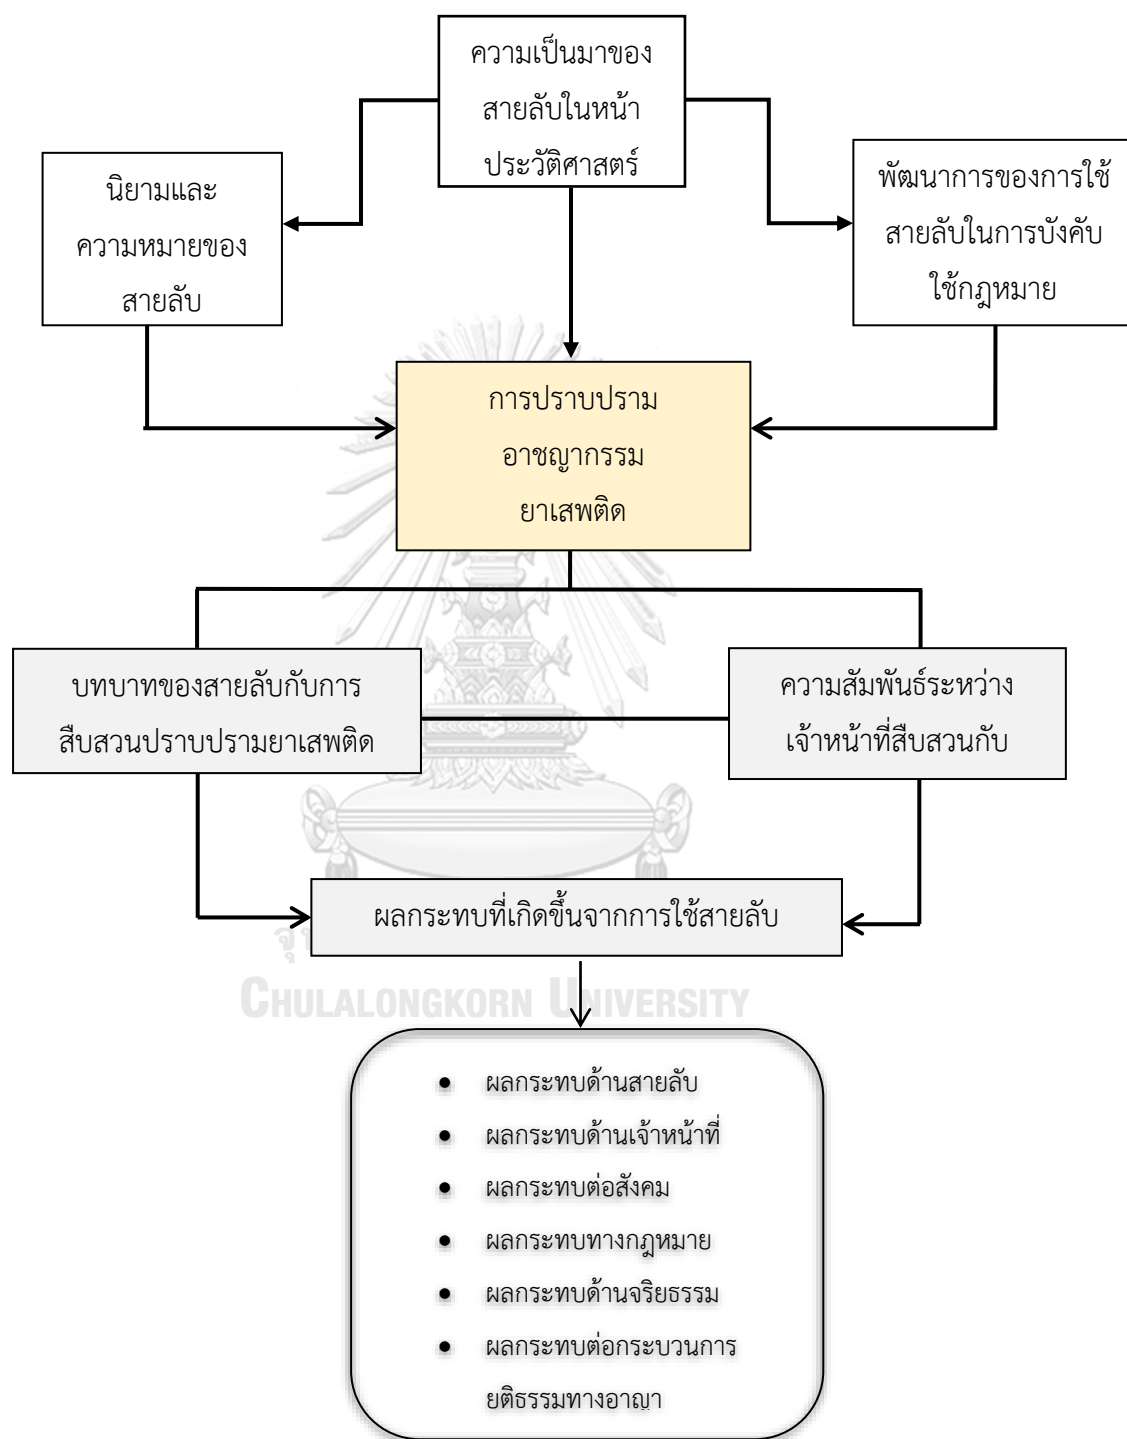 ความเป็นมาของ
สายลับในหน้า
ประวัติศาสตร์
นิยามและ
ความหมายของ
สายลับ
พัฒนาการของการใช้
สายลับในการบังคับ
ใช้กฎหมาย
การปราบปราม
อาชญากรรม
ยาเสพติด
บทบาทของสายลับกับการ
สืบสวนปราบปรามยาเสพติด
ความสัมพันธ์ระหว่าง
เจ้าหน้าที่สืบสวนกับ
ผลกระทบที่เกิดขึ้นจากการใช้สายลับ
CHULALONGKORN UNIVERSITY
• ผลกระทบด้านสายลับ
• ผลกระทบด้านเจ้าหน้าที่
• ผลกระทบต่อสังคม
• ผลกระทบทางกฎหมาย
• ผลกระทบด้านจริยธรรม
• ผลกระทบต่อกระบวนการ
ยติธรรมทางอาญา